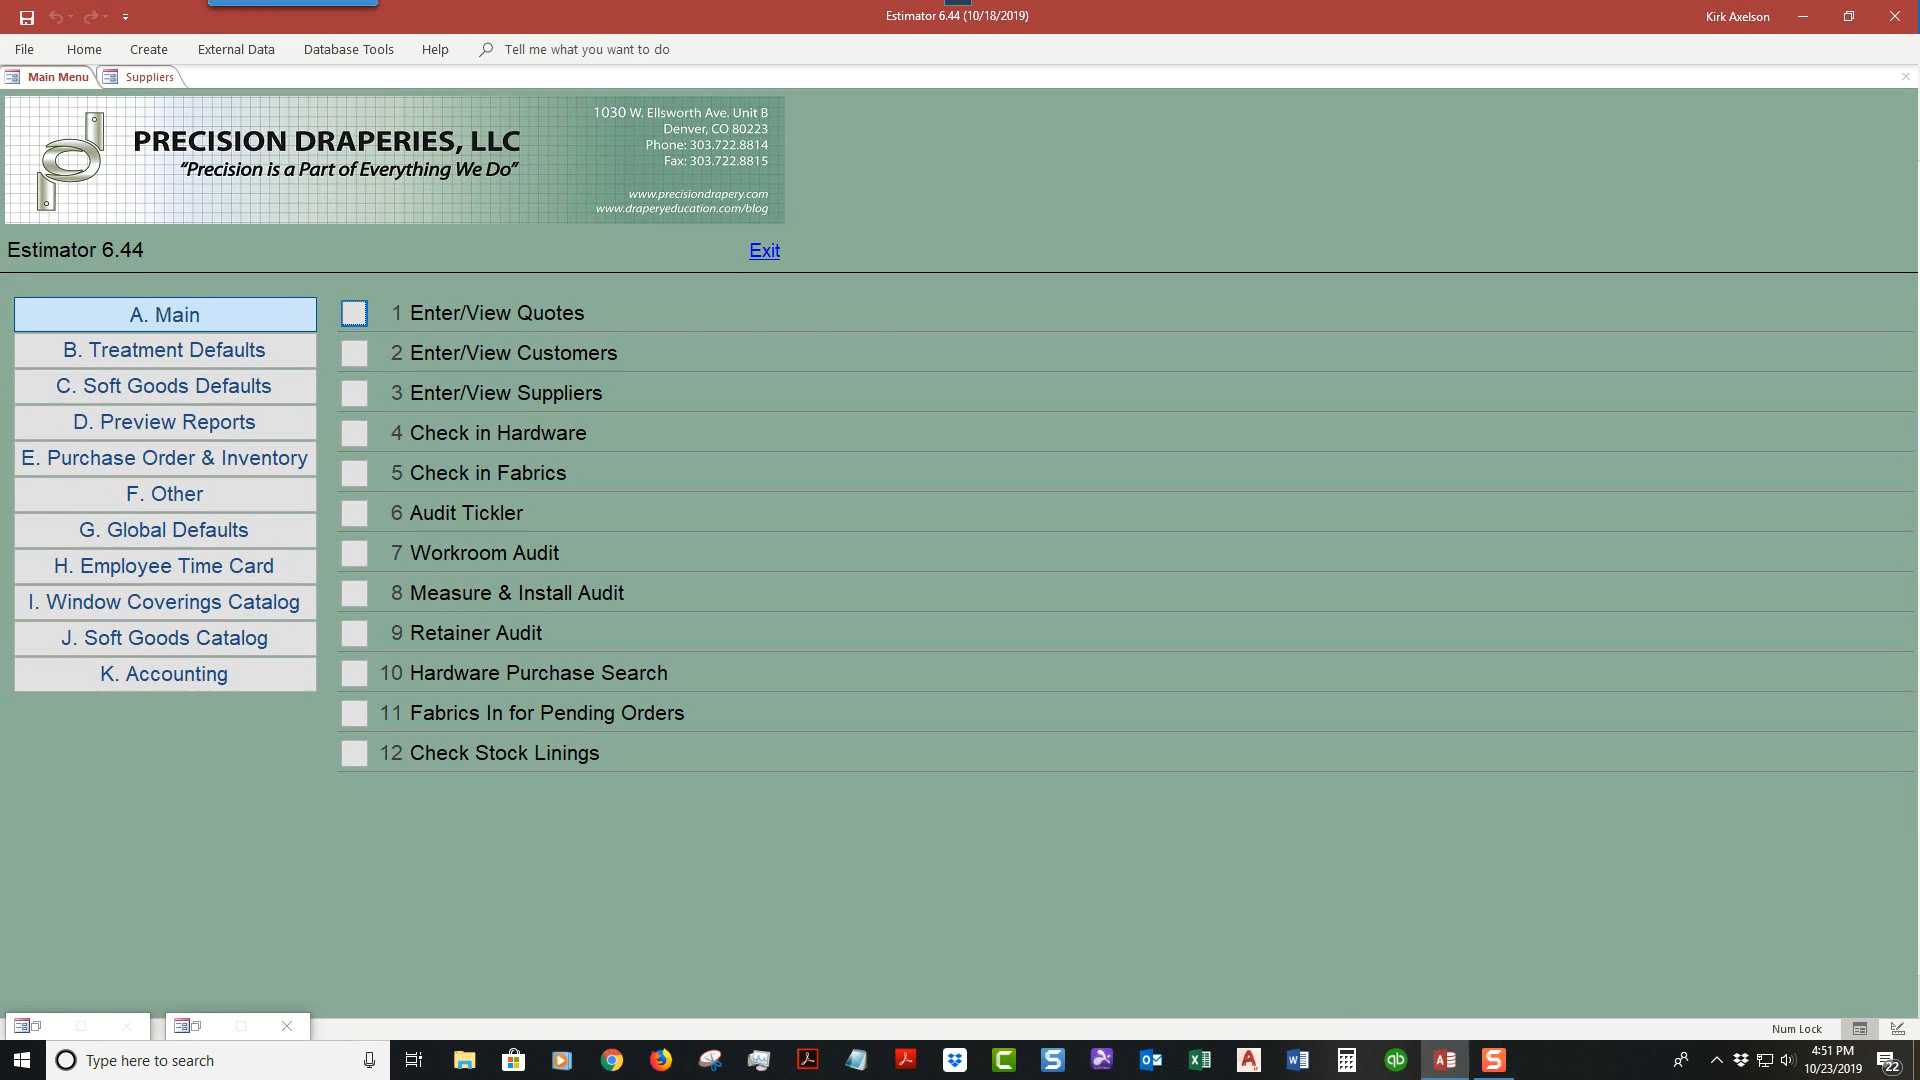 Estimator 6.44 (10/18/2019)
Kirk Axelson
File Home Create External Data Database Tools Help Tell me what you want to do
Main Menu Suppliers
PRECISION DRAPERIES, LLC
“Precision is a Part of Everything We Do”
1030 W. Ellsworth Ave. Unit B
Denver, CO 80223
Phone: 303.722.8814
Fax: 303.722.8815
www.precisiondrapery.com
www.draperyeducation.com/blog
Estimator 6.44
Exit
A. Main
B. Treatment Defaults
C. Soft Goods Defaults
D. Preview Reports
E. Purchase Order & Inventory
F. Other
G. Global Defaults
H. Employee Time Card
I. Window Coverings Catalog
J. Soft Goods Catalog
K. Accounting
1 Enter/View Quotes
2 Enter/View Customers
3 Enter/View Suppliers
4 Check in Hardware
5 Check in Fabrics
6 Audit Tickler
7 Workroom Audit
8 Measure & Install Audit
9 Retainer Audit
10 Hardware Purchase Search
11 Fabrics In for Pending Orders
12 Check Stock Linings
Num Lock
Type here to search
4:51 PM
10/23/2019
22